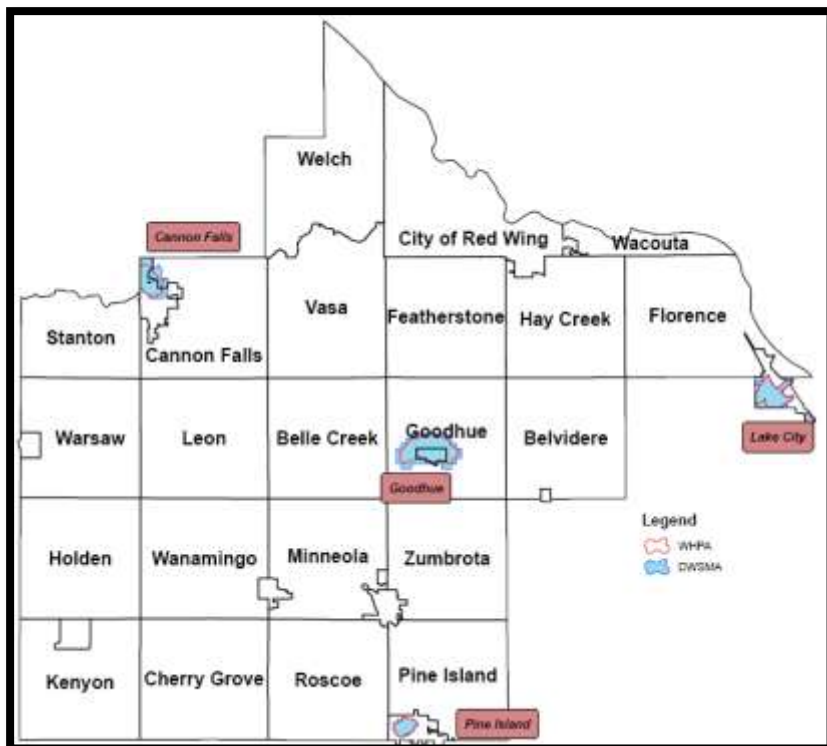 Welch
Cannon Falls
City of Red Wing
Wacouta
Vasa
Featherstone
Hay Creek
Florence
Stanton
Cannon Falls
Warsaw
Leon
Belle Creek
Goodhue
Belvidere
Lake City
Goodhue
Legend
WHPA
DWSMA
Holden
Wanamingo
Minneola
Zumbrota
Kenyon
Cherry Grove
Roscoe
Pine Island
Pine Island